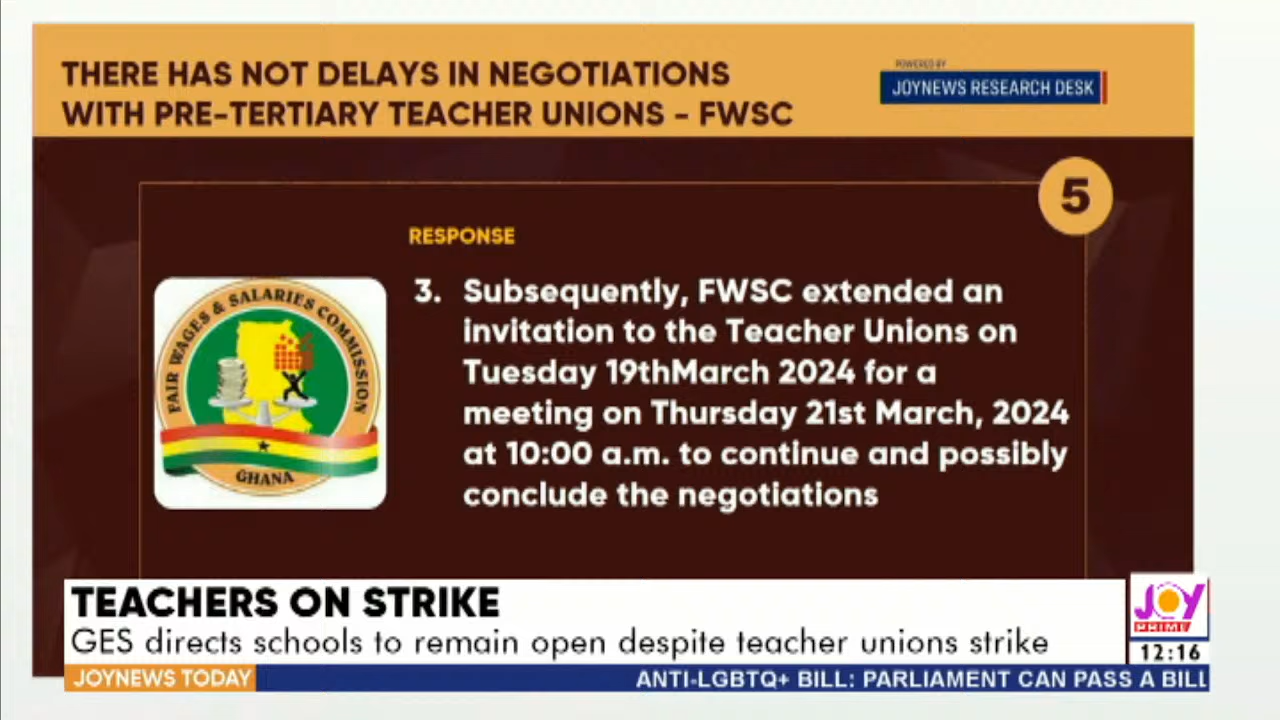 THERE HAS NOT DELAYS IN NEGOTIATIONS
WITH PRE-TERTIARY TEACHER UNIONS - FWSC
POWERED BY
JOYNEWS RESEARCH DESK
5
RESPONSE
FAIR WAGES & SALARIES COMMISSION
GHANA
3. Subsequently, FWSC extended an
invitation to the Teacher Unions on
Tuesday 19thMarch 2024 for a
meeting on Thursday 21st March, 2024
at 10:00 a.m. to continue and possibly
conclude the negotiations
TEACHERS ON STRIKE
GES directs schools to remain open despite teacher unions strike
JOY
PRIME
12:16
JOYNEWS TODAY
ANTI-LGBTQ+ BILL: PARLIAMENT CAN PASS A BILL